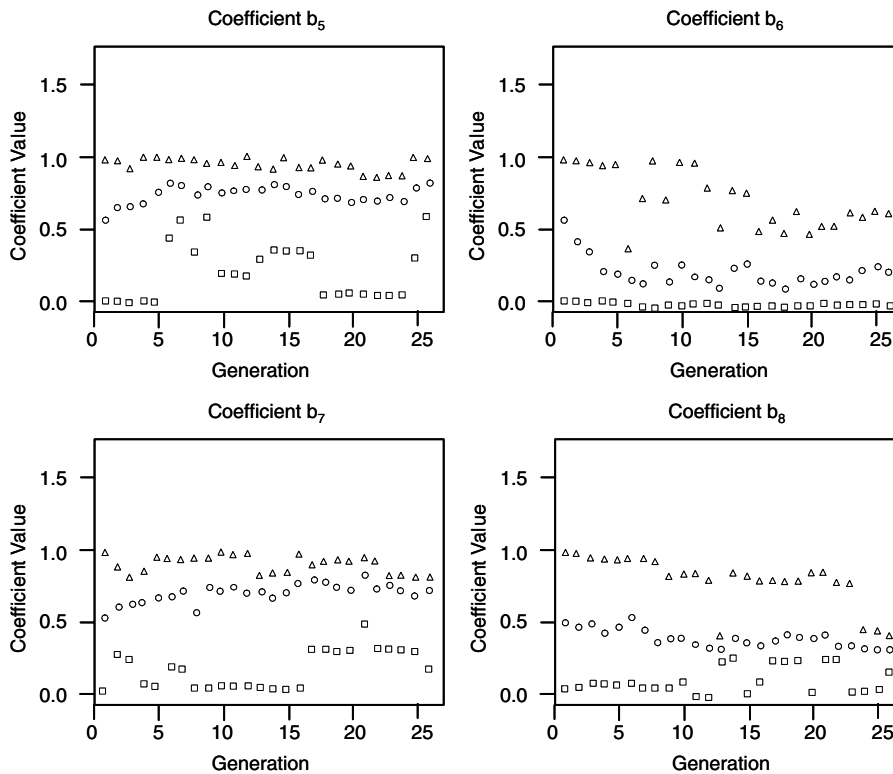 Coefficient b5
Coefficient Value
1.5
1.0
0.5
0.0
0 5 10 15 20 25
Generation
Coefficient b6
Coefficient Value
1.5
1.0
0.5
0.0
0 5 10 15 20 25
Generation
Coefficient b7
Coefficient Value
1.5
1.0
0.5
0.0
0 5 10 15 20 25
Generation
Coefficient b8
Coefficient Value
1.5
1.0
0.5
0.0
0 5 10 15 20 25
Generation